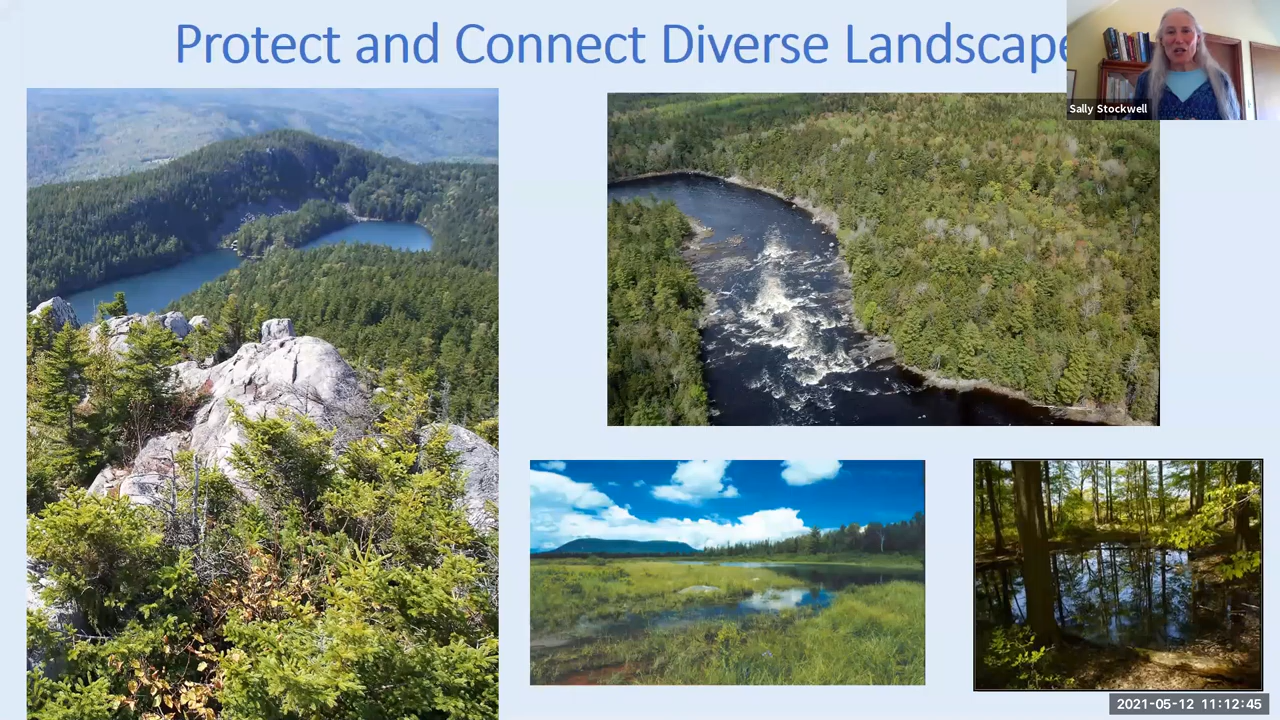 Protect and Connect Diverse Landscape
Sally Stockwell
2021-05-12 11:12:45